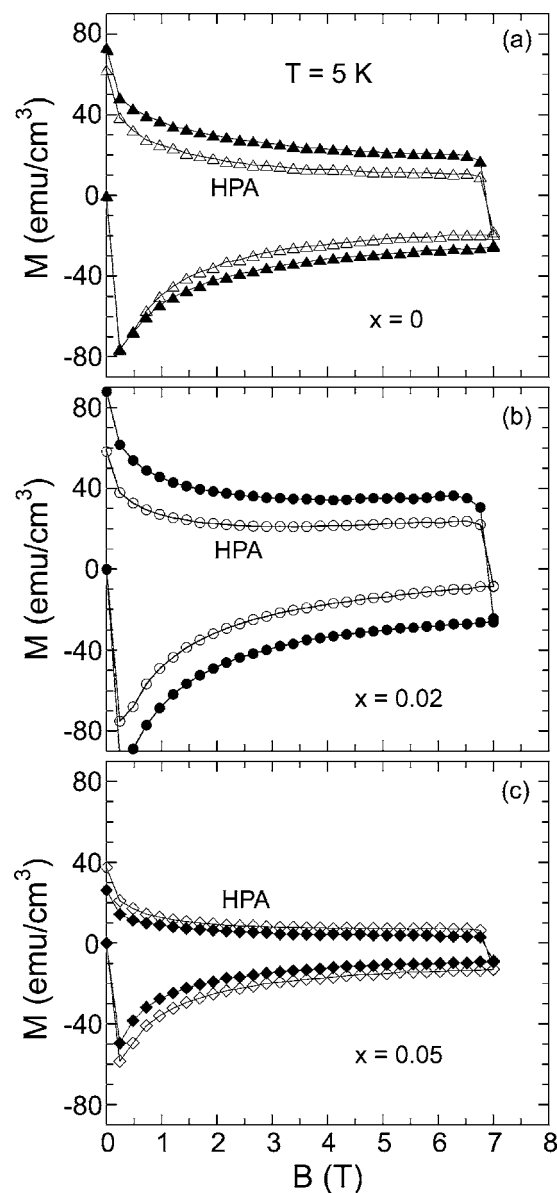 (a)
80
T = 5 K
40
HPA
0
-40
x = 0
-80
M (emu/cm³)
(b)
80
40
HPA
0
-40
x = 0.02
-80
M (emu/cm³)
(c)
80
40
HPA
0
-40
x = 0.05
-80
M (emu/cm³)
0 1 2 3 4 5 6 7 8
B (T)